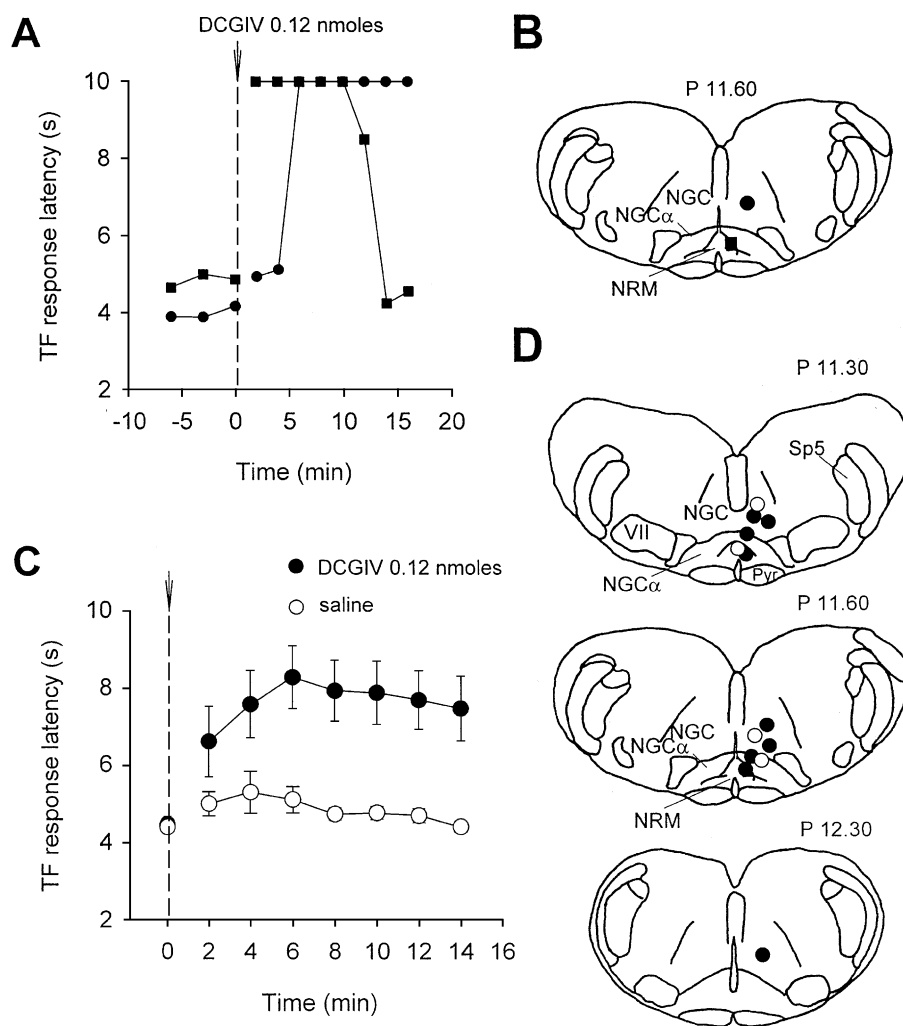 A
DCGIV 0.12 nmoles
TF response latency (s)
10
8
6
4
2
-10
-5
0
5
10
15
20
Time (min)
B
P 11.60
NGC
NGCα
NRM
C
DCGIV 0.12 nmoles
saline
TF response latency (s)
10
8
6
4
2
0
2
4
6
8
10
12
14
16
Time (min)
D
P 11.30
Sp5
NGC
VII
NGCα
Pyr
P 11.60
NGC
NGCα
NRM
P 12.30